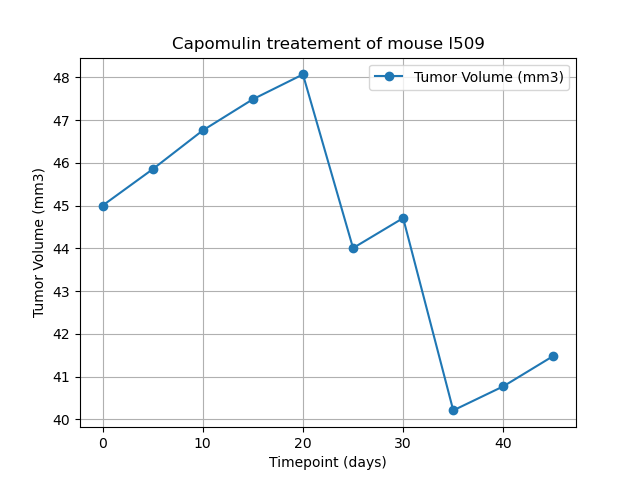 Capomulin treatement of mouse l509
Tumor Volume (mm3)
48
47
46
45
44
43
42
41
40
Tumor Volume (mm3)
0 10 20 30 40
Timepoint (days)